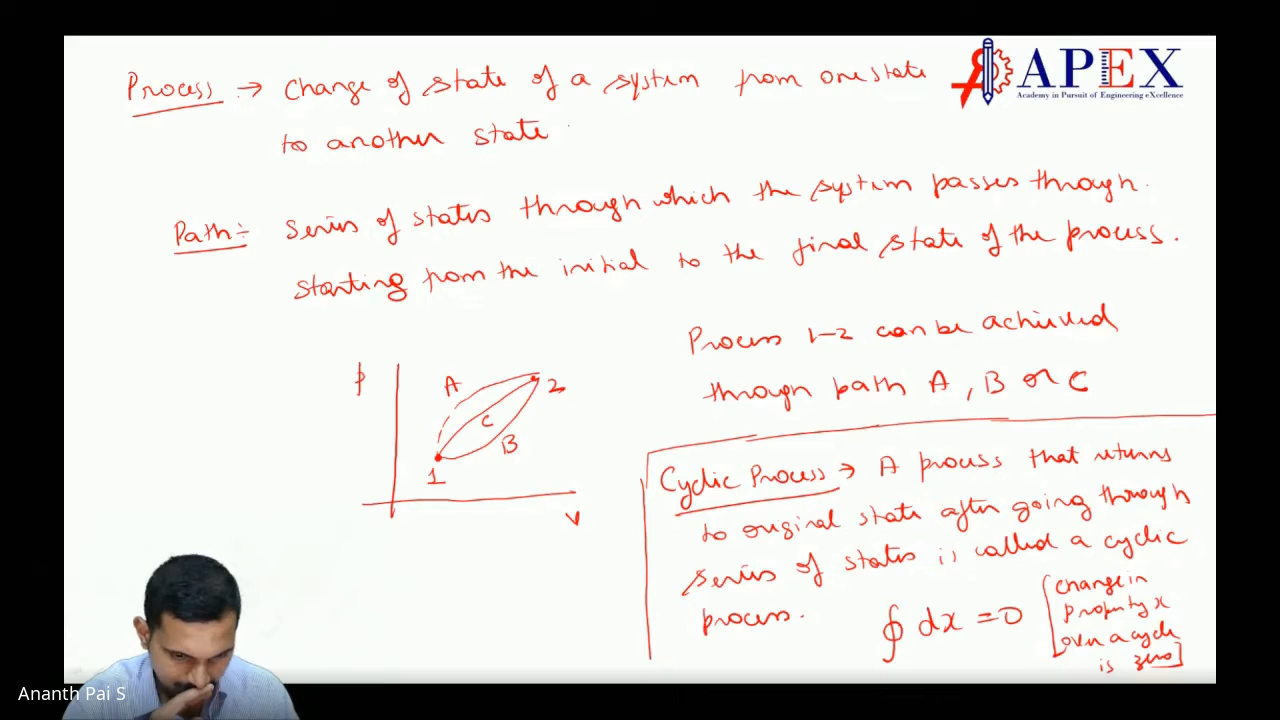 APEX
Academy in Pursuit of Engineering eXcellence
Process → Change of state of a system from one state
to another state
Path:- Series of states through which the system passes through.
starting from the initial to the final state of the process.
Process 1-2 can be achieved
through path A, B or C
p
A
2
C
B
1
v
Cyclic Process → A process that returns
to original state after going through
series of states is called a cyclic
process.
∮ dx = 0
[change in
property x
over a cycle
is zero]
Ananth Pai S